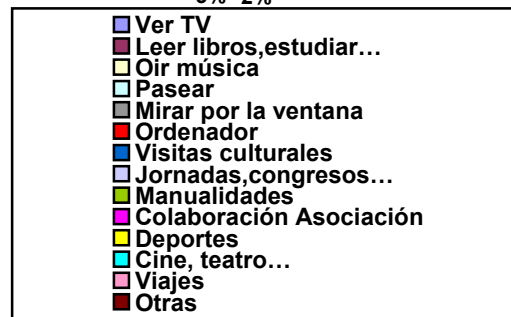 Ver TV
Leer libros,estudiar...
Oir música
Pasear
Mirar por la ventana
Ordenador
Visitas culturales
Jornadas,congresos...
Manualidades
Colaboración Asociación
Deportes
Cine, teatro...
Viajes
Otras